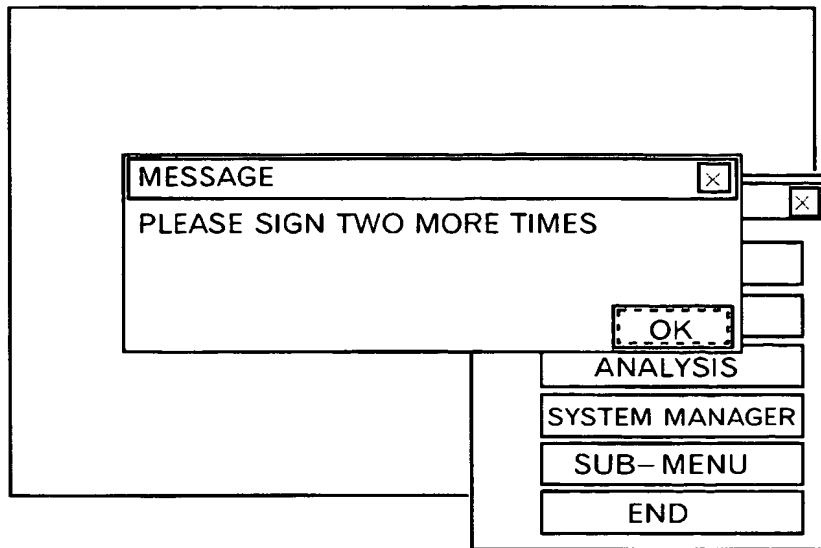 MESSAGE
PLEASE SIGN TWO MORE TIMES
OK
ANALYSIS
SYSTEM MANAGER
SUB-MENU
END